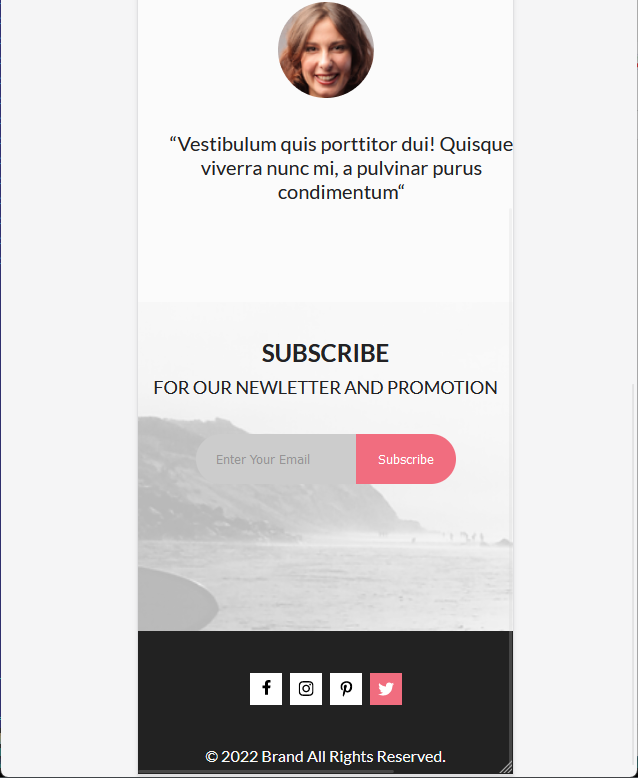 “Vestibulum quis porttitor dui! Quisque
viverra nunc mi, a pulvinar purus
condimentum“
SUBSCRIBE
FOR OUR NEWLETTER AND PROMOTION
Enter Your Email
Subscribe
© 2022 Brand All Rights Reserved.